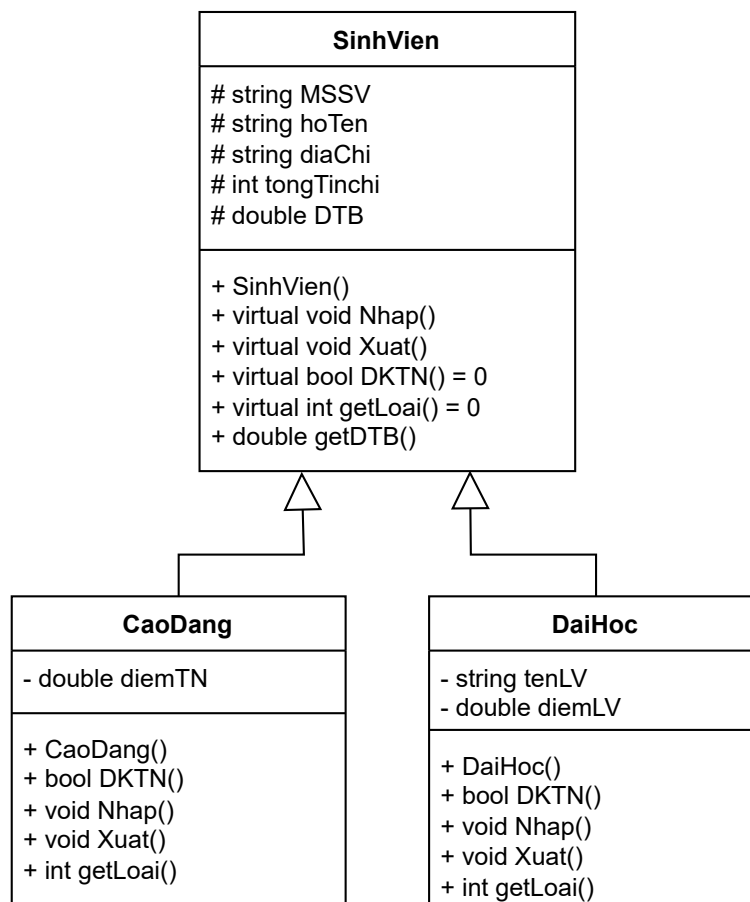 SinhVien
# string MSSV
# string hoTen
# string diaChi
# int tongTinchi
# double DTB
+ SinhVien()
+ virtual void Nhap()
+ virtual void Xuat()
+ virtual bool DKTN() = 0
+ virtual int getLoai() = 0
+ double getDTB()
CaoDang
- double diemTN
+ CaoDang()
+ bool DKTN()
+ void Nhap()
+ void Xuat()
+ int getLoai()
DaiHoc
- string tenLV
- double diemLV
+ DaiHoc()
+ bool DKTN()
+ void Nhap()
+ void Xuat()
+ int getLoai()